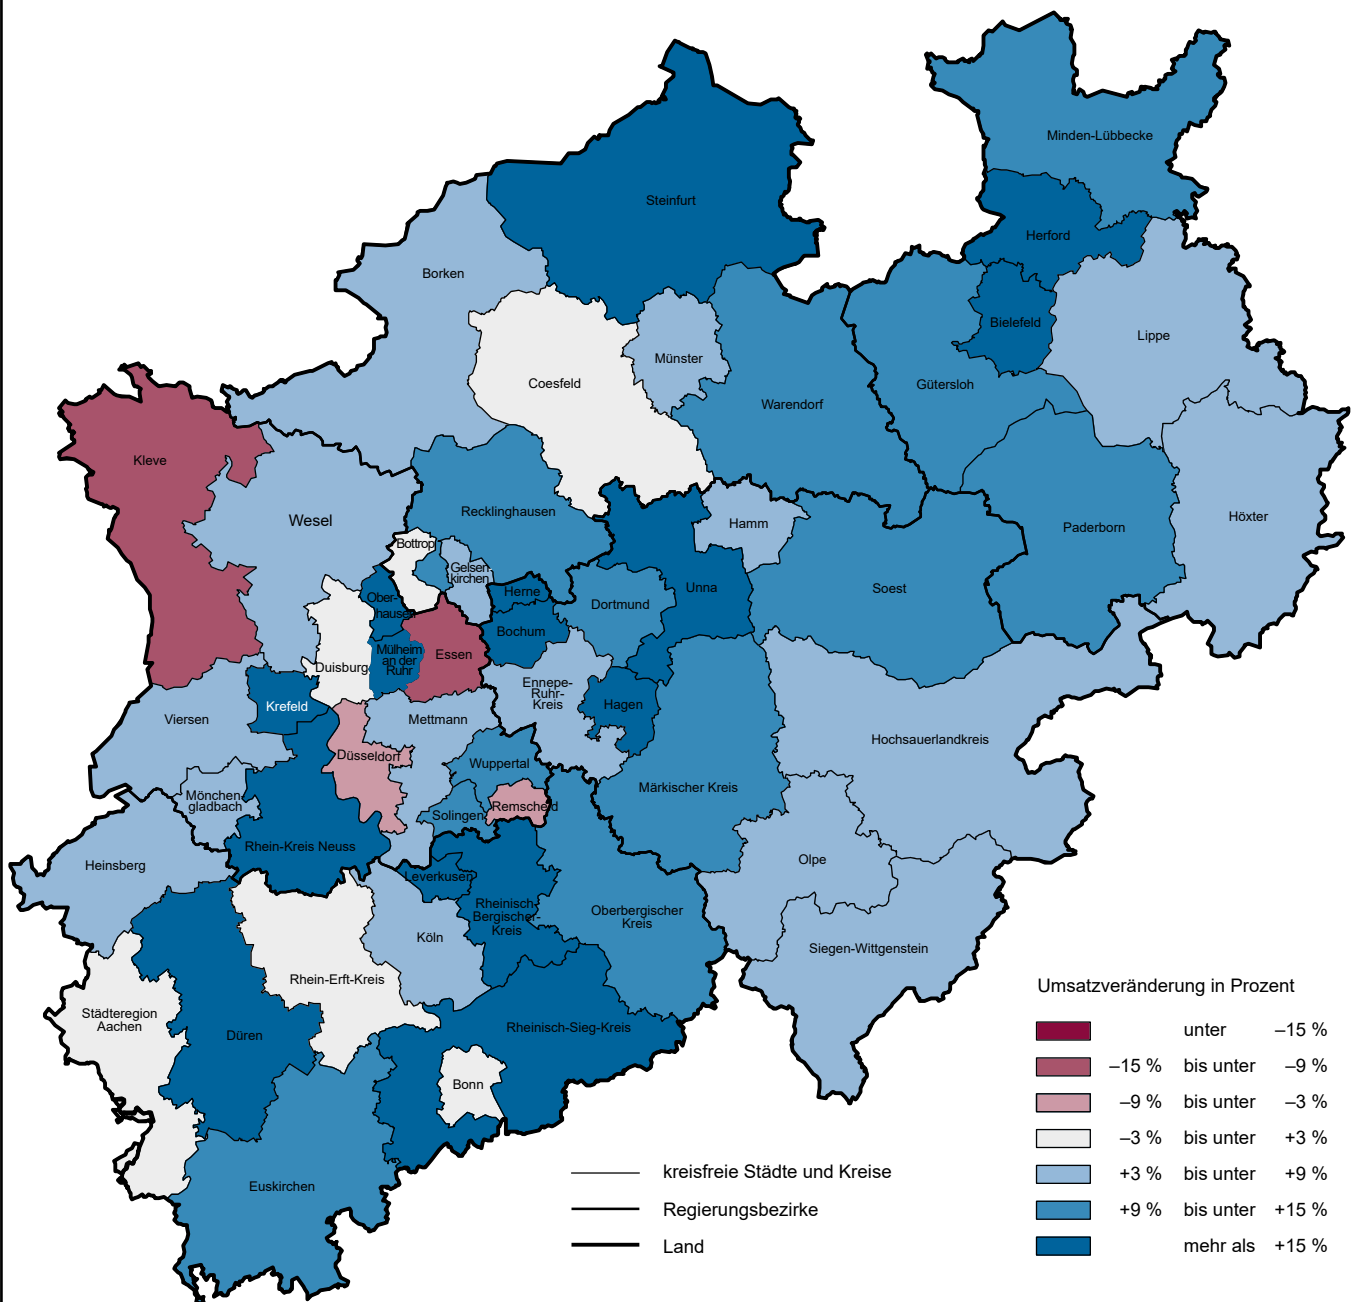 Minden-Lübbecke
Steinfurt
Herford
Borken
Bielefeld
Lippe
Münster
Coesfeld
Gütersloh
Warendorf
Kleve
Recklinghausen
Wesel
Höxter
Hamm
Paderborn
Bottrop
Gelsen-
kirchen
Unna
Soest
Herne
Ober-
hausen
Dortmund
Bochum
Mülheim
an der
Ruhr
Essen
Duisburg
Ennepe-
Ruhr-
Kreis
Krefeld
Hagen
Viersen
Mettmann
Hochsauerlandkreis
Düsseldorf
Wuppertal
Märkischer Kreis
Mönchen-
gladbach
Remscheid
Solingen
Rhein-Kreis Neuss
Olpe
Heinsberg
Leverkusen
Rheinisch-
Bergischer-
Kreis
Oberbergischer
Kreis
Köln
Siegen-Wittgenstein
Rhein-Erft-Kreis
Städteregion
Aachen
Rheinisch-Sieg-Kreis
Düren
Bonn
Euskirchen
kreisfreie Städte und Kreise
Regierungsbezirke
Land
Umsatzveränderung in Prozent
unter –15 %
–15 % bis unter –9 %
–9 % bis unter –3 %
–3 % bis unter +3 %
+3 % bis unter +9 %
+9 % bis unter +15 %
mehr als +15 %